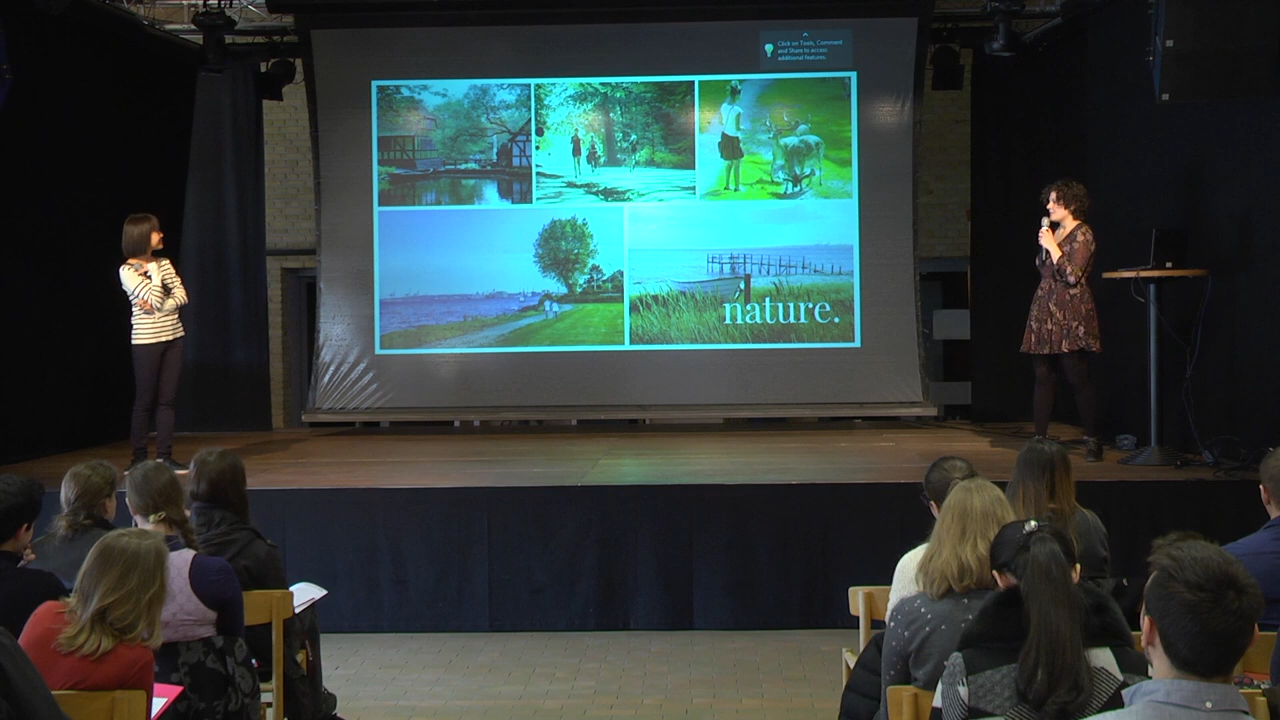 Click on Tools, Comment
and Share to access
additional features.
nature.